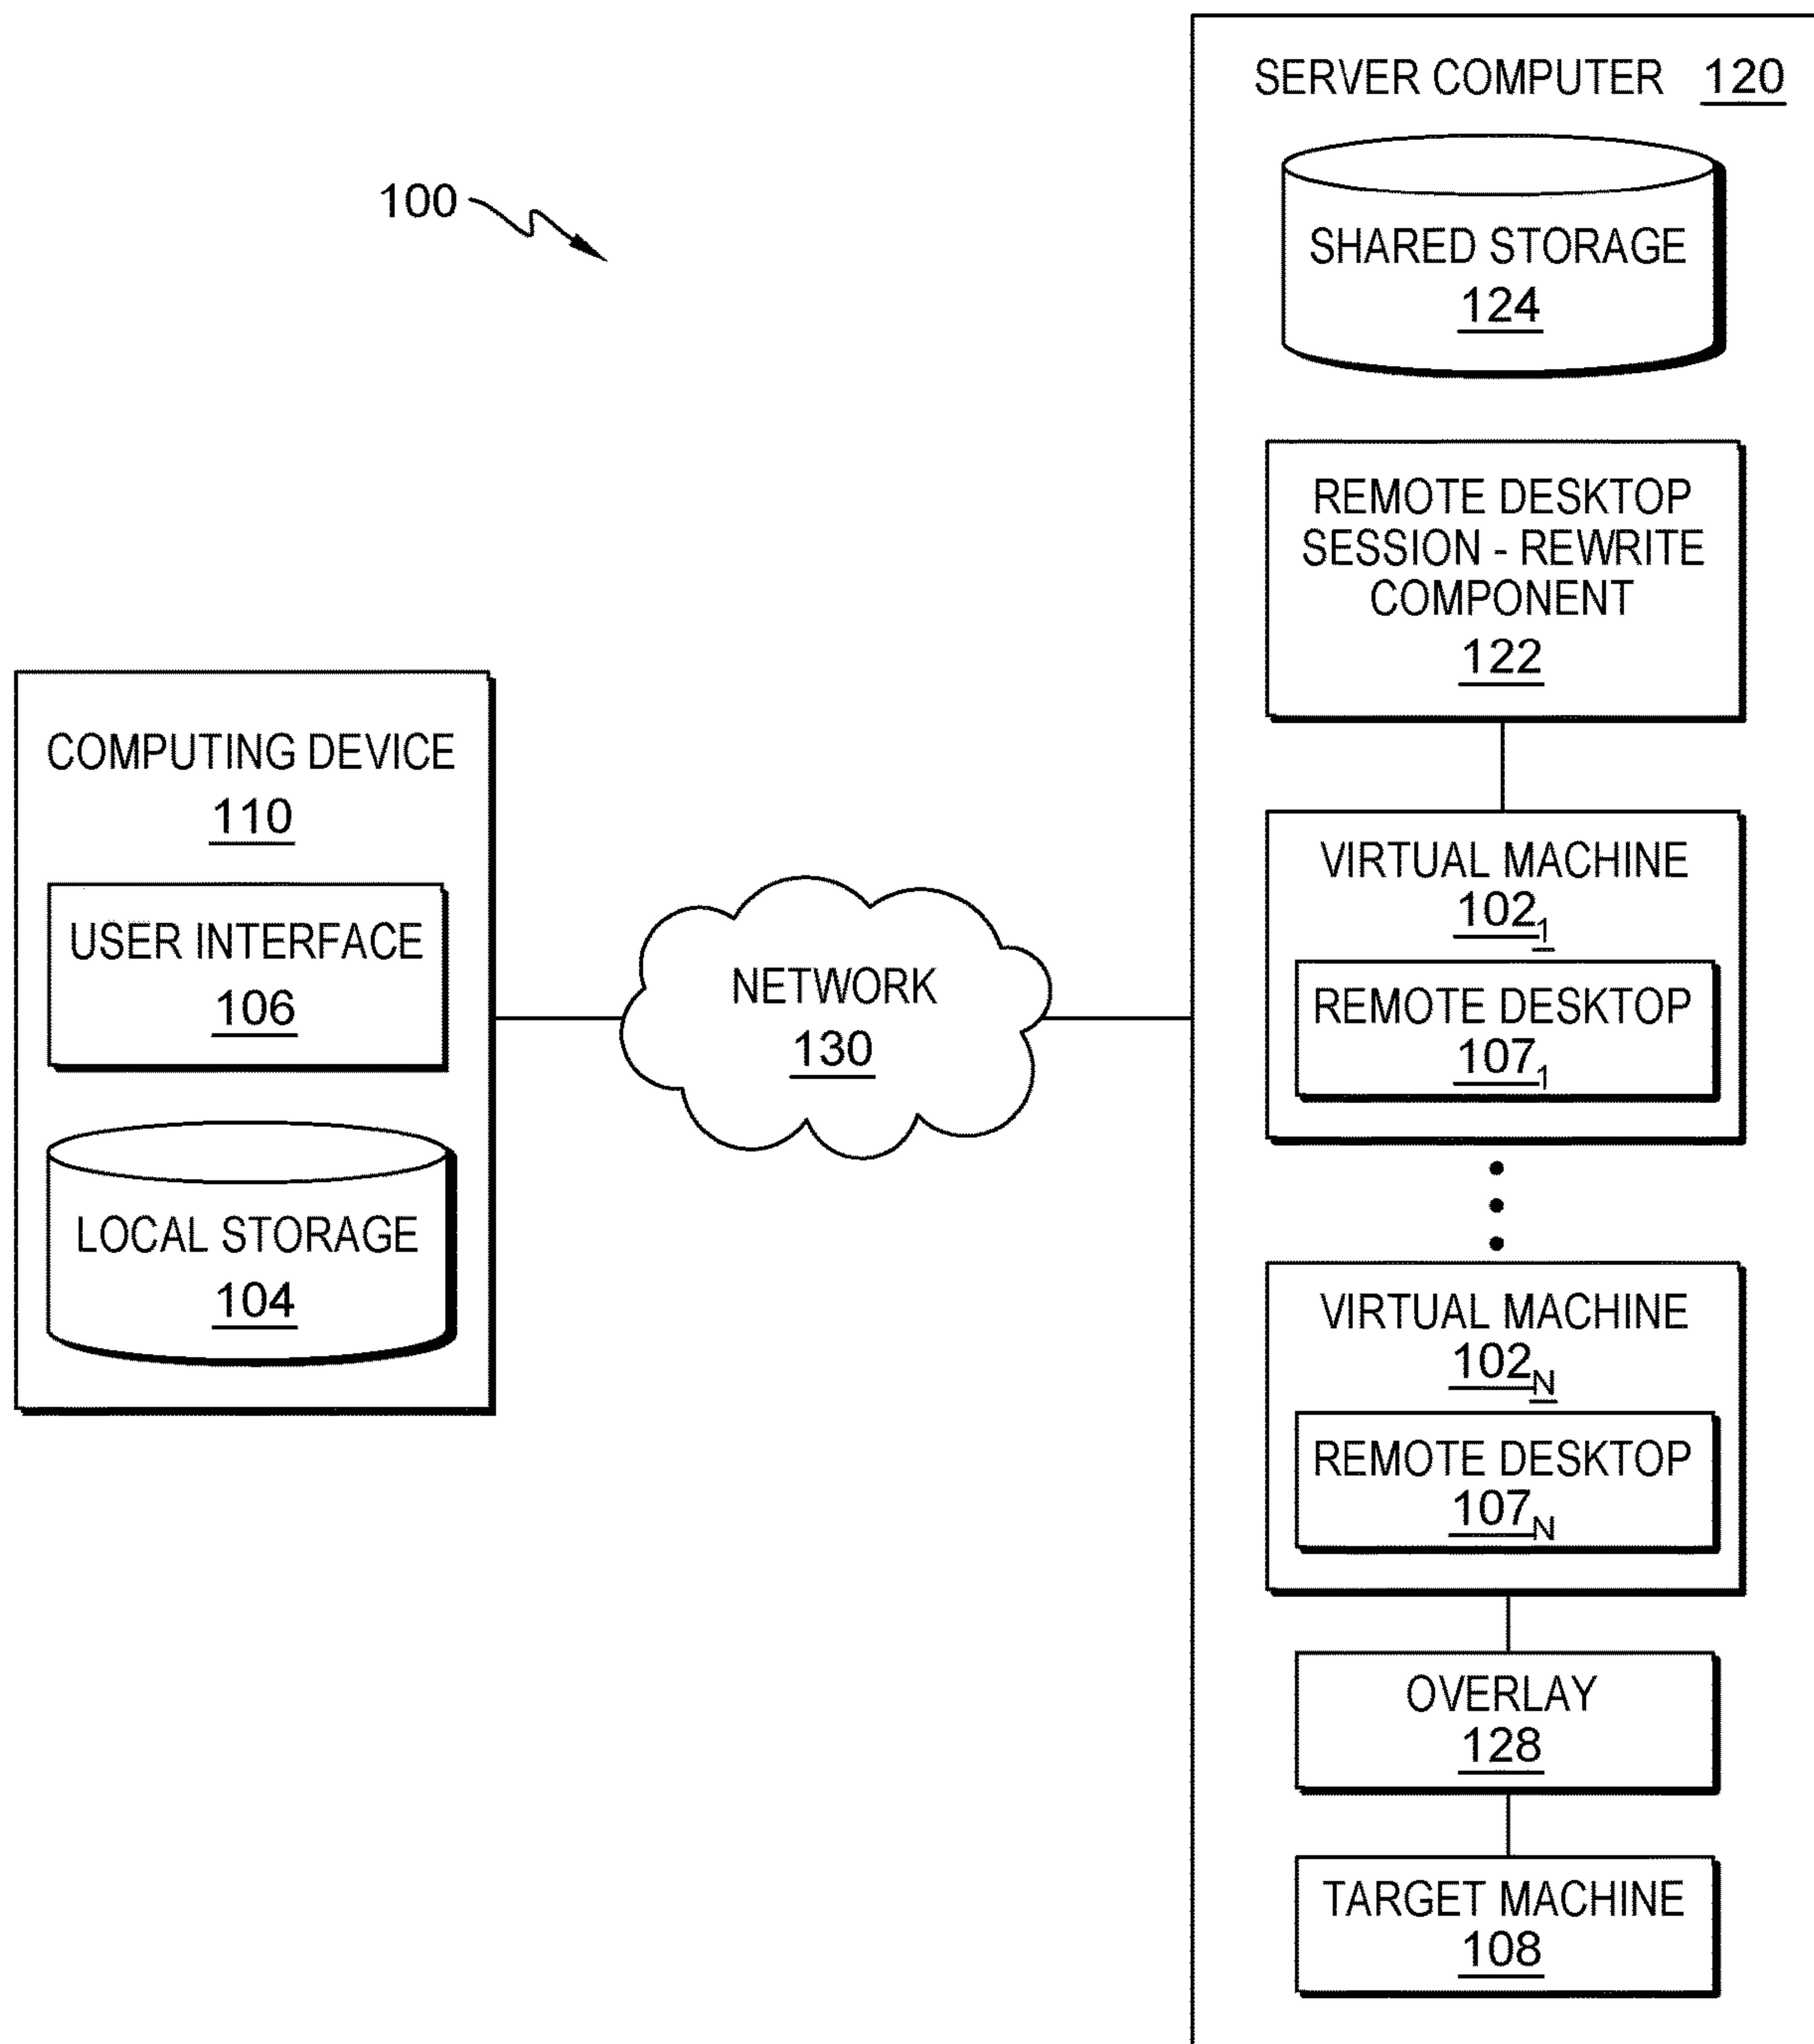 100
COMPUTING DEVICE
110
USER INTERFACE
106
LOCAL STORAGE
104
NETWORK
130
SERVER COMPUTER 120
SHARED STORAGE
124
REMOTE DESKTOP
SESSION - REWRITE
COMPONENT
122
VIRTUAL MACHINE
102₁
REMOTE DESKTOP
107₁
VIRTUAL MACHINE
102N
REMOTE DESKTOP
107N
OVERLAY
128
TARGET MACHINE
108